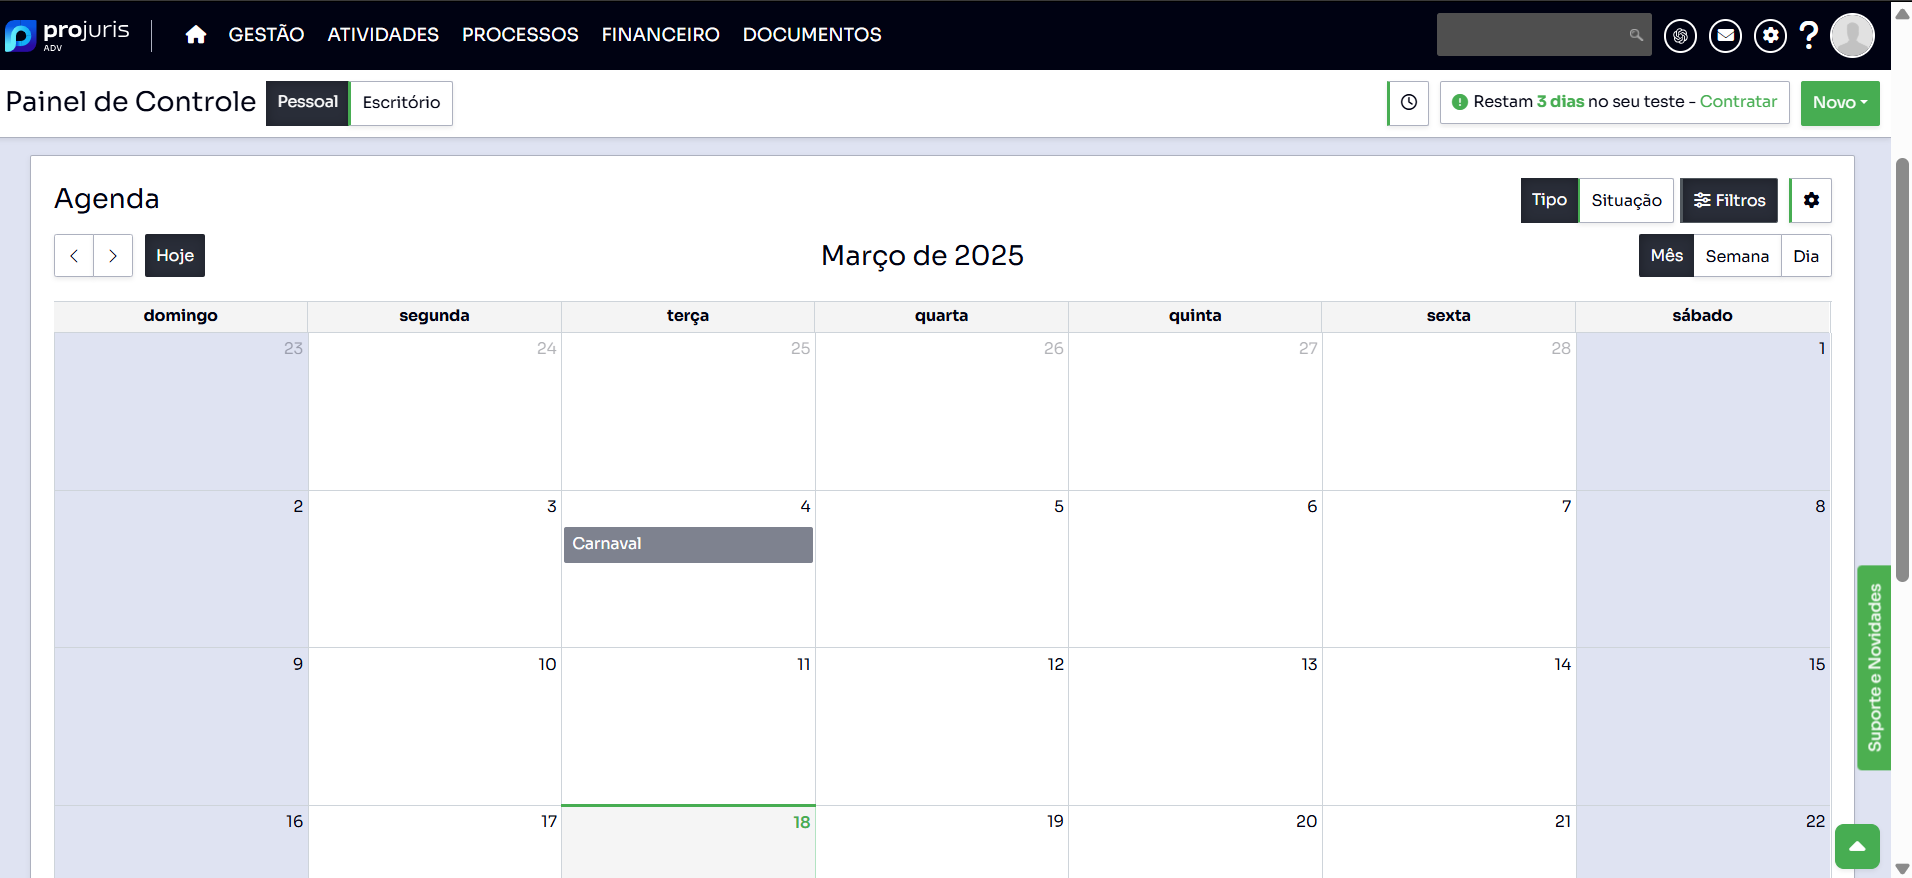 projuris
ADV
GESTÃO ATIVIDADES PROCESSOS FINANCEIRO DOCUMENTOS
?
Painel de Controle Pessoal Escritório
Restam 3 dias no seu teste - Contratar
Novo
Agenda
Tipo Situação Filtros
< > Hoje
Março de 2025
Mês Semana Dia
domingo segunda terça quarta quinta sexta sábado
23 24 25 26 27 28 1
2 3 4 5 6 7 8
Carnaval
9 10 11 12 13 14 15
16 17 18 19 20 21 22
Suporte e Novidades